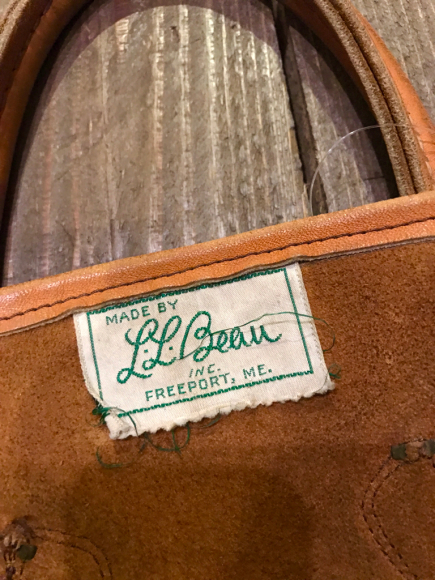 MADE BY
L.L. Bean
INC.
FREEPORT, ME.